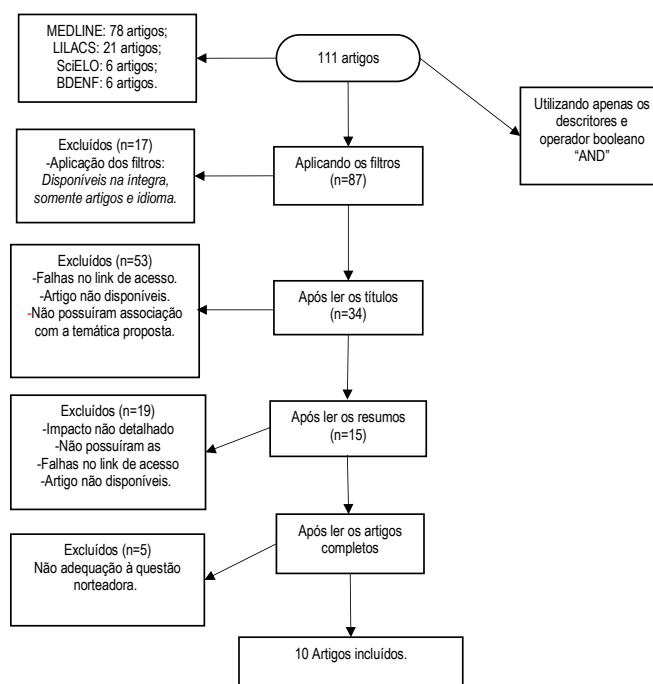 MEDLINE: 78 artigos;
LILACS: 21 artigos;
SciELO: 6 artigos;
BDENF: 6 artigos.
111 artigos
Utilizando apenas os
descritores e
operador booleano
“AND”
Excluídos (n=17)
-Aplicação dos filtros:
Disponíveis na íntegra,
somente artigos e idioma.
Aplicando os filtros
(n=87)
Excluídos (n=53)
-Falhas no link de acesso.
-Artigo não disponíveis.
-Não possuíram associação
com a temática proposta.
Após ler os títulos
(n=34)
Excluídos (n=19)
-Impacto não detalhado
-Não possuíram as
-Falhas no link de acesso
-Artigo não disponíveis.
Após ler os resumos
(n=15)
Excluídos (n=5)
Não adequação à questão
norteadora.
Após ler os artigos
completos
10 Artigos incluídos.